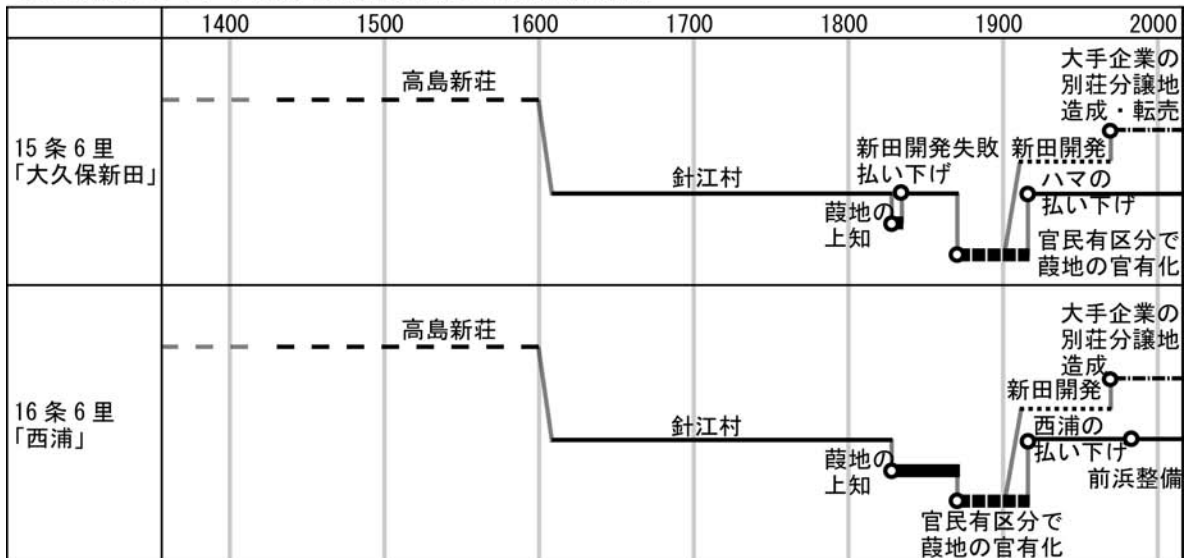 1400 1500 1600 1700 1800 1900 2000
15 条 6 里
「大久保新田」
高島新荘
針江村
葭地の
上知
新田開発失敗
払い下げ
新田開発
大手企業の
別荘分譲地
造成・転売
ハマの
払い下げ
官民有区分で
葭地の官有化
16 条 6 里
「西浦」
高島新荘
針江村
葭地の
上知
官民有区分で
葭地の官有化
新田開発
大手企業の
別荘分譲地
造成
西浦の
払い下げ
前浜整備